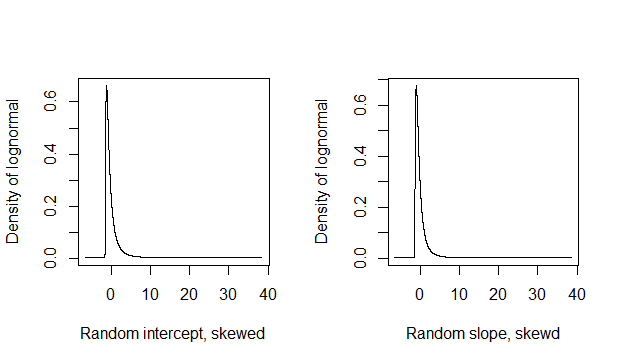 Density of lognormal
0.0 0.2 0.4 0.6
0 10 20 30 40
Random intercept, skewed
Density of lognormal
0.0 0.2 0.4 0.6
0 10 20 30 40
Random slope, skewd